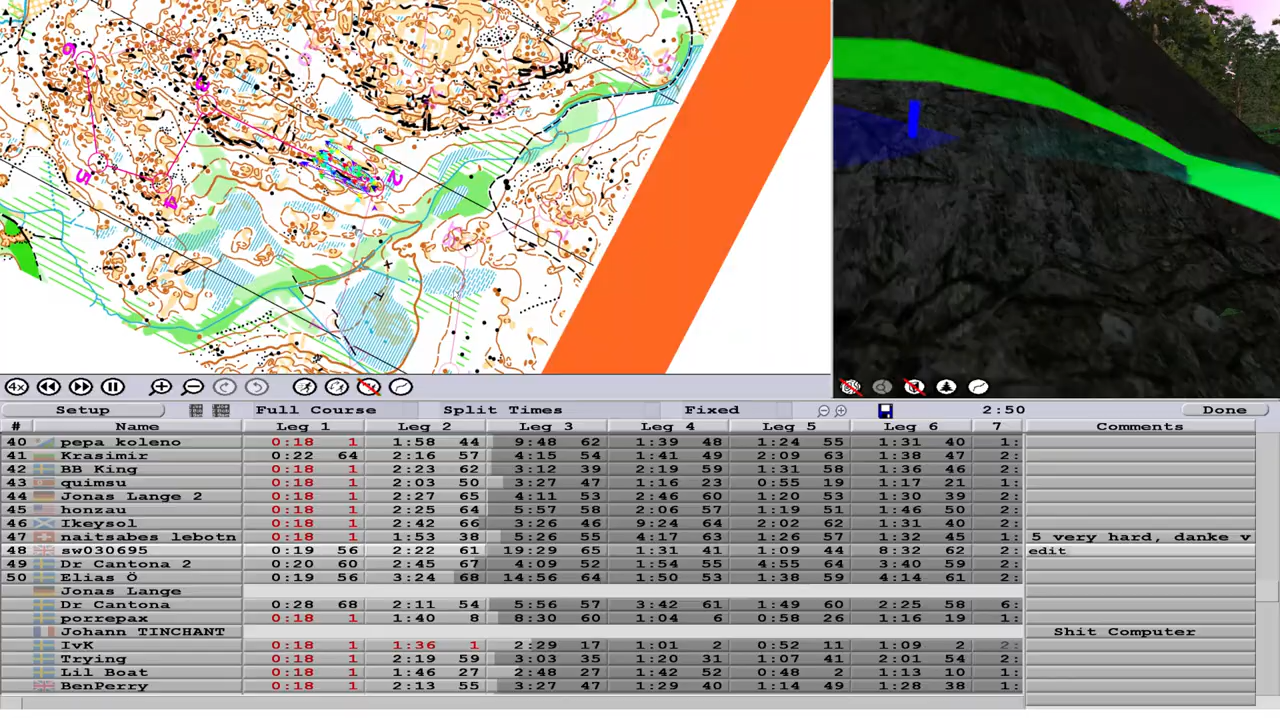 6
3
5
4
2
4x
Setup Full Course Split Times Fixed 2:50 Done
# Name Leg 1 Leg 2 Leg 3 Leg 4 Leg 5 Leg 6 7 Comments
40 pepa koleno 0:18 1 1:58 44 9:48 62 1:39 48 1:24 55 1:31 40 1:
41 Krasimir 0:22 64 2:16 57 4:15 54 1:41 49 2:09 63 1:38 47 2:
42 BB King 0:18 1 2:23 62 3:12 39 2:19 59 1:31 58 1:36 46 2:
43 quimsu 0:18 1 2:03 50 3:27 47 1:16 23 0:55 19 1:17 21 1:
44 Jonas Lange 2 0:18 1 2:27 65 4:11 53 2:46 60 1:20 53 1:30 39 2:
45 honzau 0:18 1 2:25 64 5:57 58 2:06 57 1:19 51 1:46 50 2:
46 Ikeysol 0:18 1 2:42 66 3:26 46 9:24 64 2:02 62 1:31 40 1:
47 naitsabes lebotn 0:18 1 1:53 38 5:26 55 4:17 63 1:26 57 1:32 45 1: 5 very hard, danke v
48 sw030695 0:19 56 2:22 61 19:29 65 1:31 41 1:09 44 8:32 62 2: edit
49 Dr Cantona 2 0:20 60 2:45 67 4:09 52 1:54 55 4:55 64 3:40 59 2:
50 Elias Ö 0:19 56 3:24 68 14:56 64 1:50 53 1:38 59 4:14 61 2:
Jonas Lange
Dr Cantona 0:28 68 2:11 54 5:56 57 3:42 61 1:49 60 2:25 58 6:
porrepax 0:18 1 1:40 8 8:30 60 1:04 6 0:58 26 1:16 19 1:
Johann TINCHANT Shit Computer
IvK 0:18 1 1:36 1 2:29 17 1:01 2 0:52 11 1:09 2 2:
Trying 0:18 1 2:19 59 3:03 35 1:20 31 1:07 41 2:01 54 2:
Lil Boat 0:18 1 1:46 27 2:48 27 1:42 52 0:48 2 1:13 10 1:
BenPerry 0:18 1 2:13 55 3:27 47 1:29 40 1:14 49 1:28 38 1: